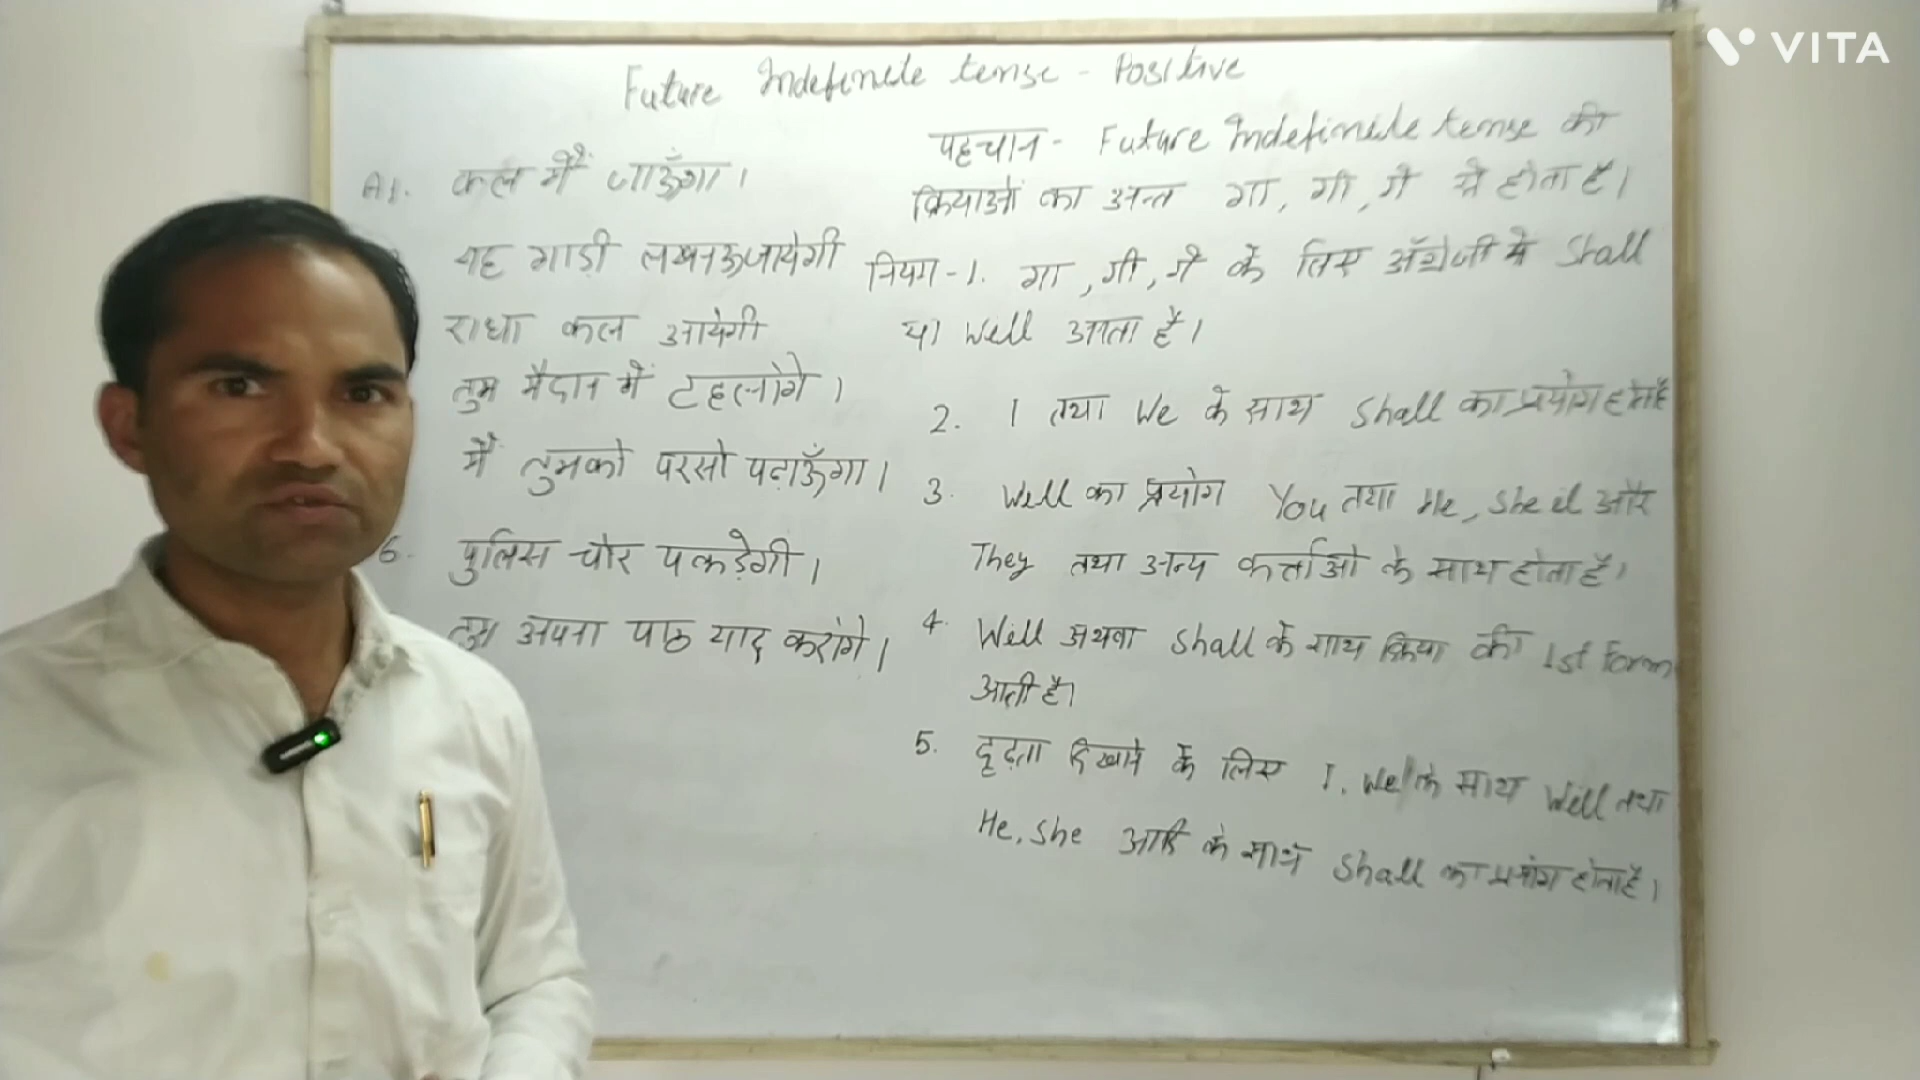 VITA
Future Indefinite tense - Positive
A1. कल मैं जाऊँगा।
यह गाड़ी लखनऊ जायेगी
राधा कल आयेगी
तुम मैदान में टहलोगे।
मैं तुमको परसो पढ़ाऊँगा।
6. पुलिस चोर पकड़ेगी।
तुम अपना पाठ याद करोगे।
पहचान - Future Indefinite tense की
क्रियाओं का अन्त गा, गी, गे से होता है।
नियम-1. गा, गी, गे के लिए अँग्रेजी में Shall
या Will आता है।
2. I तथा We के साथ Shall का प्रयोग होता है
3. Will का प्रयोग You तथा He, She it और
They तथा अन्य कर्त्ताओ के साथ होता है।
4. Will अथवा Shall के साथ क्रिया की 1st Form
आती है।
5. दृढ़ता दिखाने के लिए I, We के साथ Will तथा
He, She आदि के साथ Shall का प्रयोग होता है।